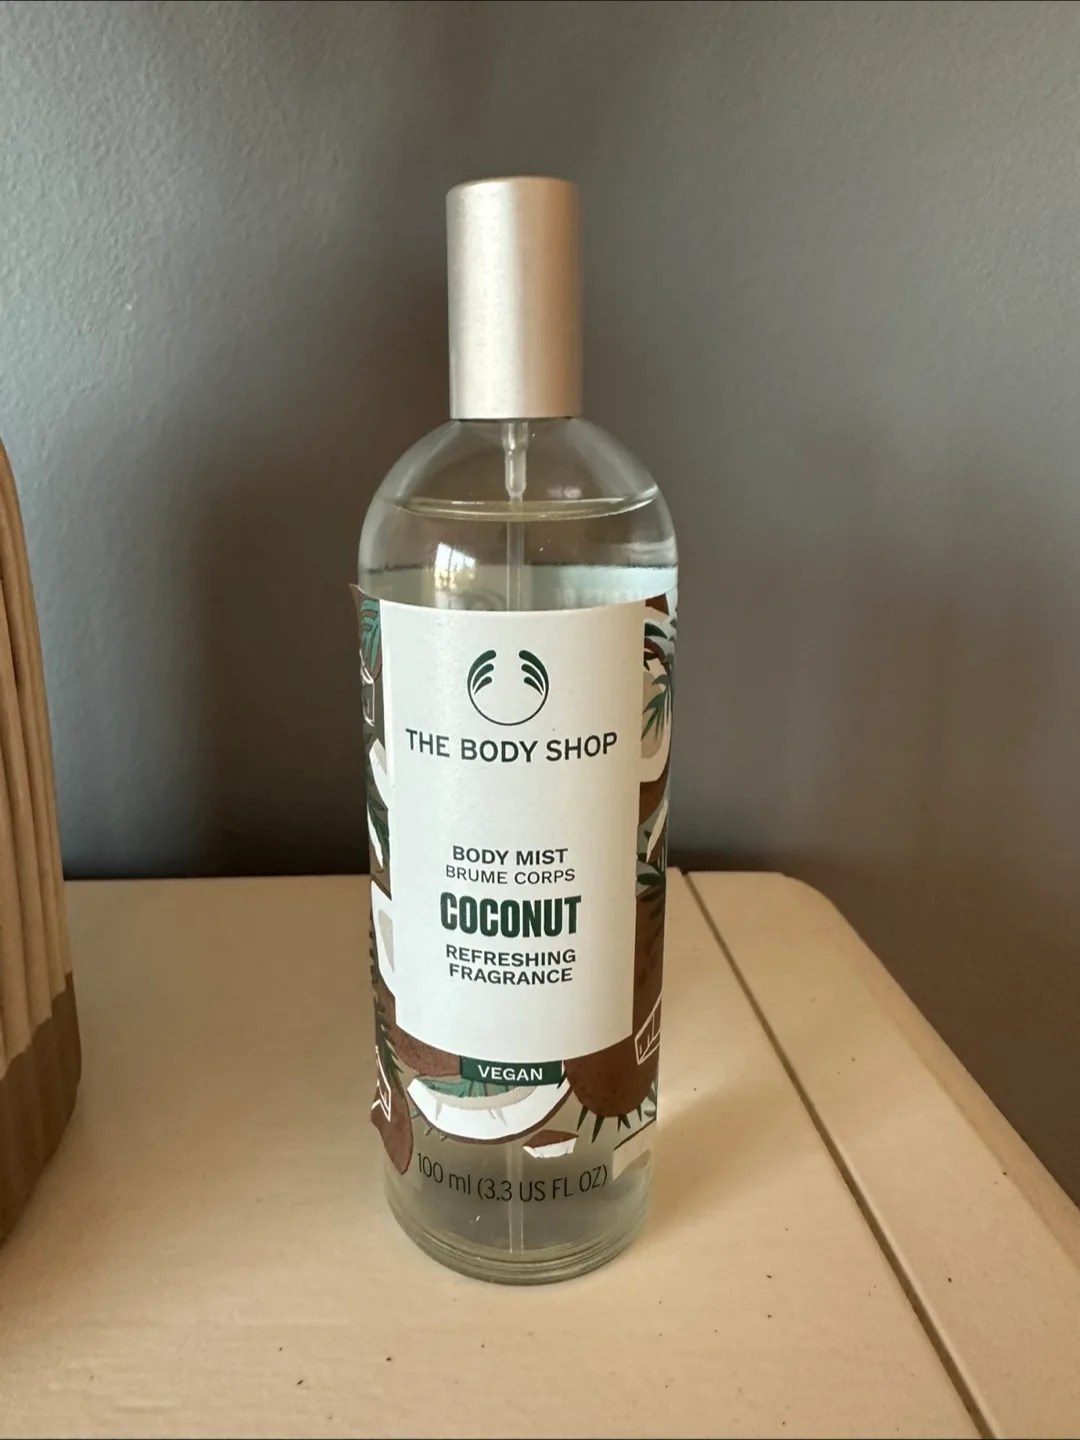 THE BODY SHOP
BODY MIST
BRUME CORPS
COCONUT
REFRESHING
FRAGRANCE
VEGAN
100 ml (3.3 US FL OZ)